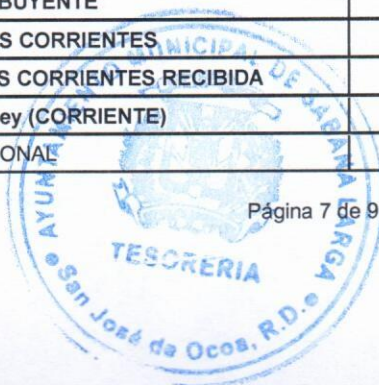 BUYENTE
S CORRIENTES
S CORRIENTES RECIBIDA
ey (CORRIENTE)
ONAL
Página 7 de 9
AYUNTAMIENTO MUNICIPAL DE SABANA LARGA
TESORERIA
San José de Ocoa, R.D.